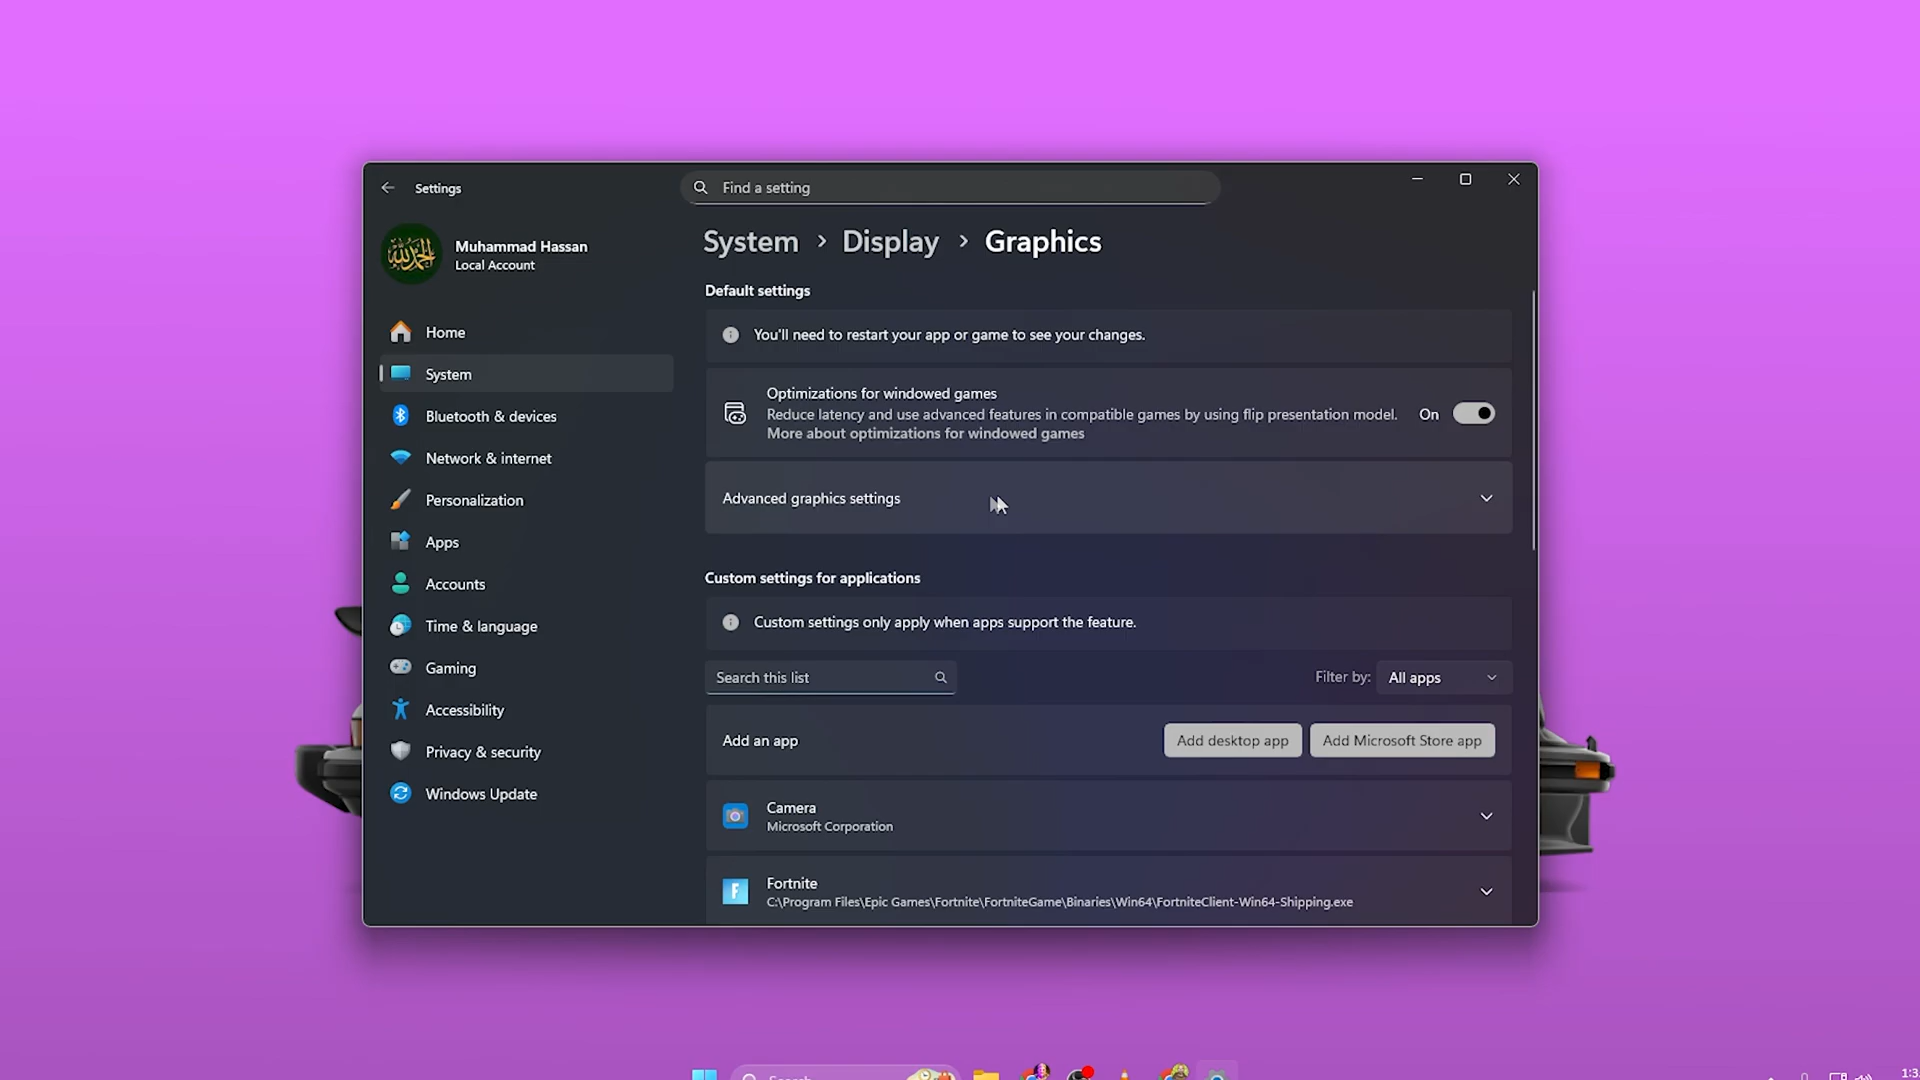 Settings
Find a setting
Muhammad Hassan
Local Account
Home
System
Bluetooth & devices
Network & internet
Personalization
Apps
Accounts
Time & language
Gaming
Accessibility
Privacy & security
Windows Update
System > Display > Graphics
Default settings
You'll need to restart your app or game to see your changes.
Optimizations for windowed games
Reduce latency and use advanced features in compatible games by using flip presentation model.
More about optimizations for windowed games
On
Advanced graphics settings
Custom settings for applications
Custom settings only apply when apps support the feature.
Search this list
Filter by: All apps
Add an app
Add desktop app
Add Microsoft Store app
Camera
Microsoft Corporation
F
Fortnite
C:\Program Files\Epic Games\Fortnite\FortniteGame\Binaries\Win64\FortniteClient-Win64-Shipping.exe